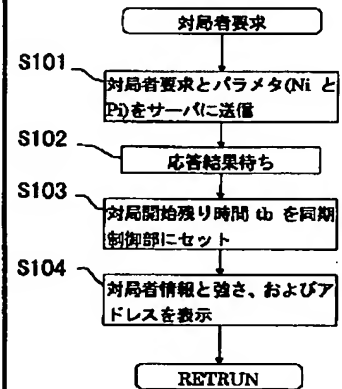 対局者要求
S101
対局者要求とパラメタ(Ni と
Pi)をサーバに送信
S102
応答結果待ち
S103
対局開始残り時間 tb を同期
制御部にセット
S104
対局者情報と強さ、およびア
ドレスを表示
RETRUN